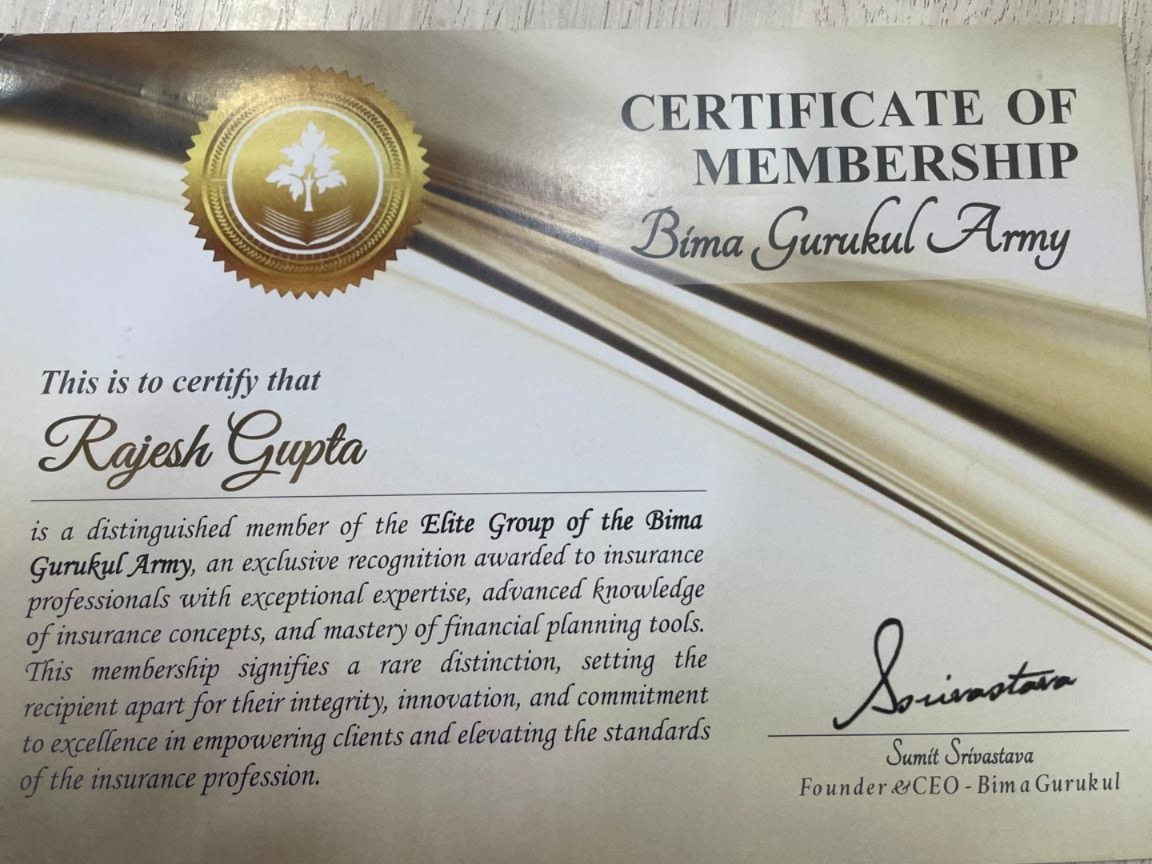 CERTIFICATE OF
MEMBERSHIP
Bima Gurukul Army
This is to certify that
Rajesh Gupta
is a distinguished member of the Elite Group of the Bima
Gurukul Army, an exclusive recognition awarded to insurance
professionals with exceptional expertise, advanced knowledge
of insurance concepts, and mastery of financial planning tools.
This membership signifies a rare distinction, setting the
recipient apart for their integrity, innovation, and commitment
to excellence in empowering clients and elevating the standards
of the insurance profession.
Srivastava
Sumit Srivastava
Founder & CEO - Bima Gurukul